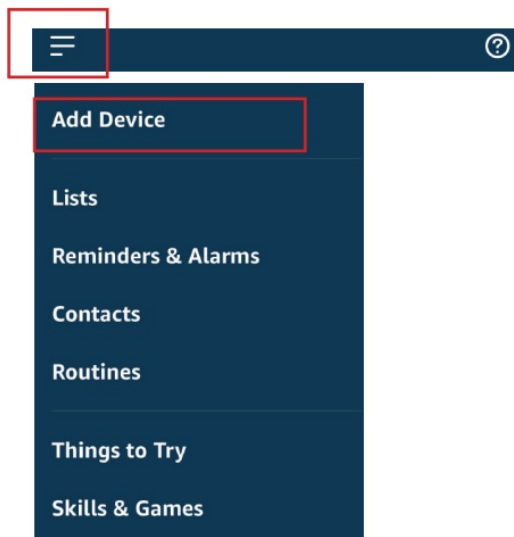 ?
Add Device
Lists
Reminders & Alarms
Contacts
Routines
Things to Try
Skills & Games